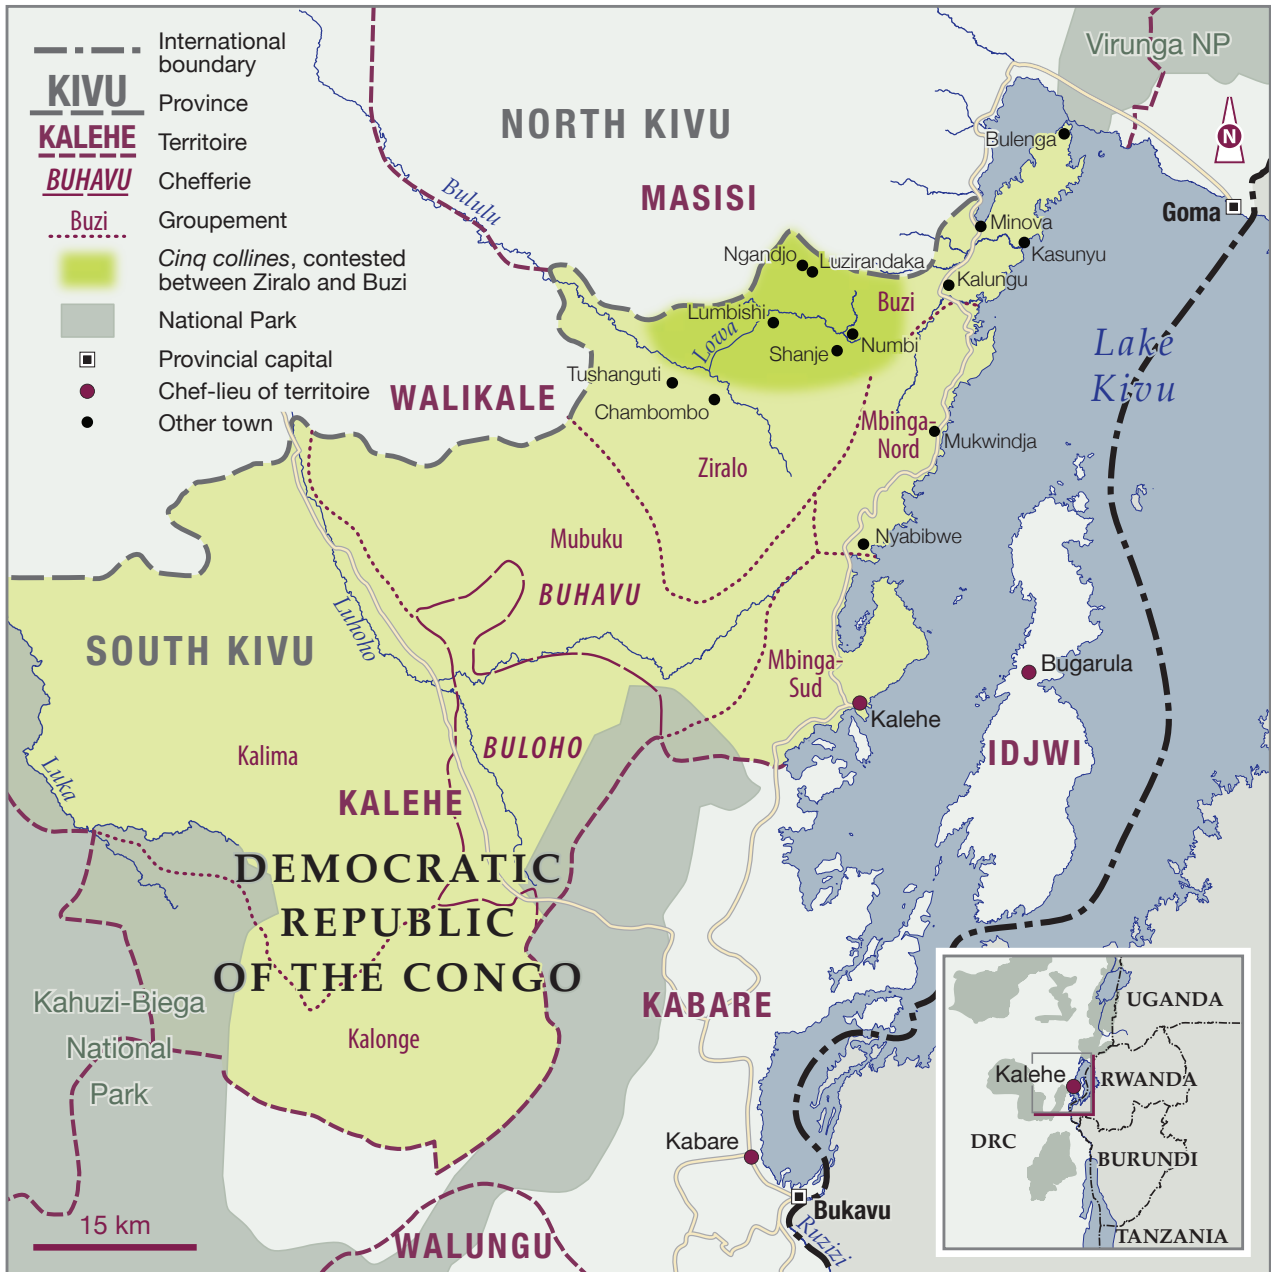 International
boundary
KIVU
Province
KALEHE
Territoire
BUHAVU
Chefferie
Buzi
Groupement
Cinq collines, contested
between Ziralo and Buzi
National Park
Provincial capital
Chef-lieu of territoire
Other town
Virunga NP
N
NORTH KIVU
MASISI
Bululu
Bulenga
Goma
Minova
Kasunyu
Ngandjo
Luzirandaka
Kalungu
Buzi
Lumbishi
Lowa
Numbi
Shanje
Lake
Kivu
Tushanguti
WALIKALE
Chambombo
Mbinga-
Nord
Mukwindja
Ziralo
Mubuku
Nyabibwe
BUHAVU
Luhoho
SOUTH KIVU
Mbinga-
Sud
Bugarula
Kalehe
BULOHO
IDJWI
Kalima
Luka
KALEHE
DEMOCRATIC
REPUBLIC
OF THE CONGO
Kahuzi-Biega
National
Park
KABARE
Kalonge
Kabare
Bukavu
Ruzizi
15 km
WALUNGU
UGANDA
Kalehe
RWANDA
DRC
BURUNDI
TANZANIA